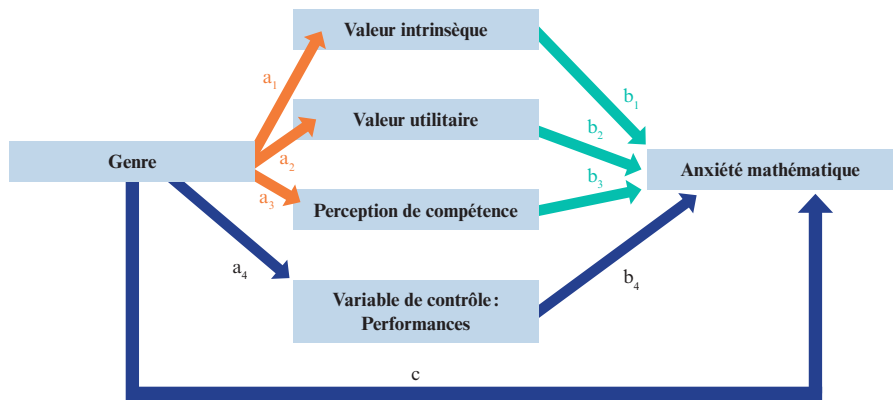 Valeur intrinsèque
a1
b1
Valeur utilitaire
b2
Genre
a2
Anxiété mathématique
b3
a3
Perception de compétence
a4
b4
Variable de contrôle :
Performances
c